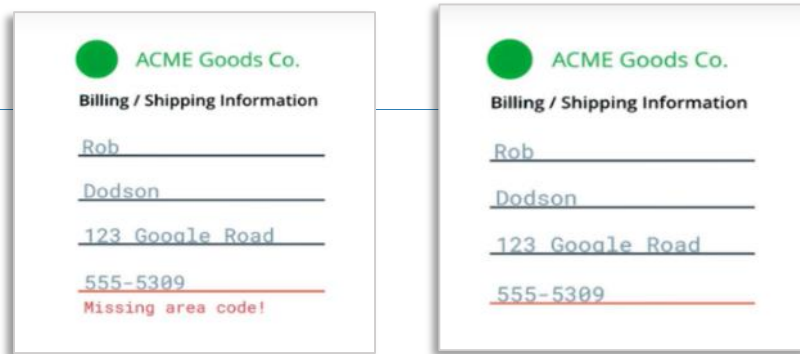 ACME Goods Co.
Billing / Shipping Information
Rob
Dodson
123 Google Road
555-5309
Missing area code!
ACME Goods Co.
Billing / Shipping Information
Rob
Dodson
123 Google Road
555-5309